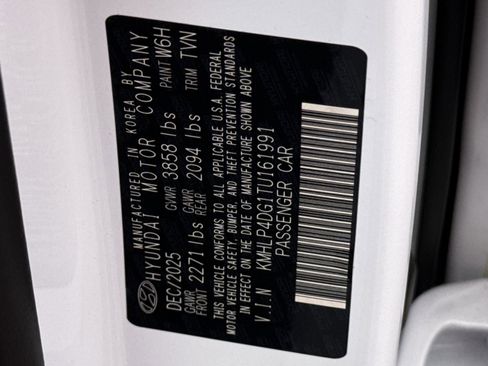 MANUFACTURED IN KOREA BY
HYUNDAI MOTOR COMPANY
DEC/2025 GVWR 3858 lbs PAINT W6H
GAWR FRONT 2271 lbs GAWR REAR 2094 lbs TRIM TVN
THIS VEHICLE CONFORMS TO ALL APPLICABLE U.S.A. FEDERAL
MOTOR VEHICLE SAFETY, BUMPER, AND THEFT PREVENTION STANDARDS
IN EFFECT ON THE DATE OF MANUFACTURE SHOWN ABOVE
V.I.N KMHLP4DG1TU161991
PASSENGER CAR